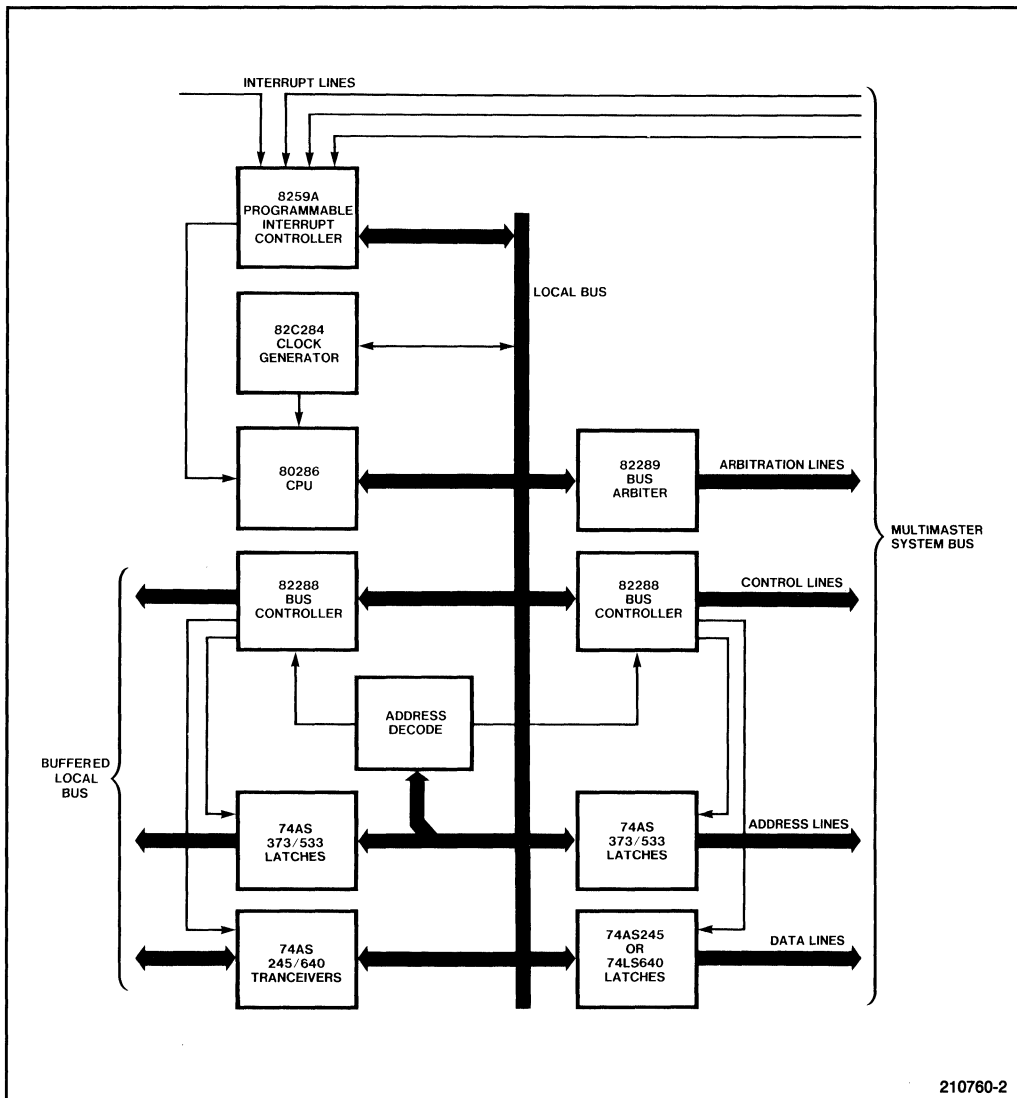 INTERRUPT LINES
8259A
PROGRAMMABLE
INTERRUPT
CONTROLLER
LOCAL BUS
82C284
CLOCK
GENERATOR
80286
CPU
82289
BUS
ARBITER
ARBITRATION LINES
MULTIMASTER
SYSTEM BUS
82288
BUS
CONTROLLER
82288
BUS
CONTROLLER
CONTROL LINES
ADDRESS
DECODE
BUFFERED
LOCAL
BUS
74AS
373/533
LATCHES
74AS
373/533
LATCHES
ADDRESS LINES
74AS
245/640
TRANCEIVERS
74AS245
OR
74LS640
LATCHES
DATA LINES
210760-2